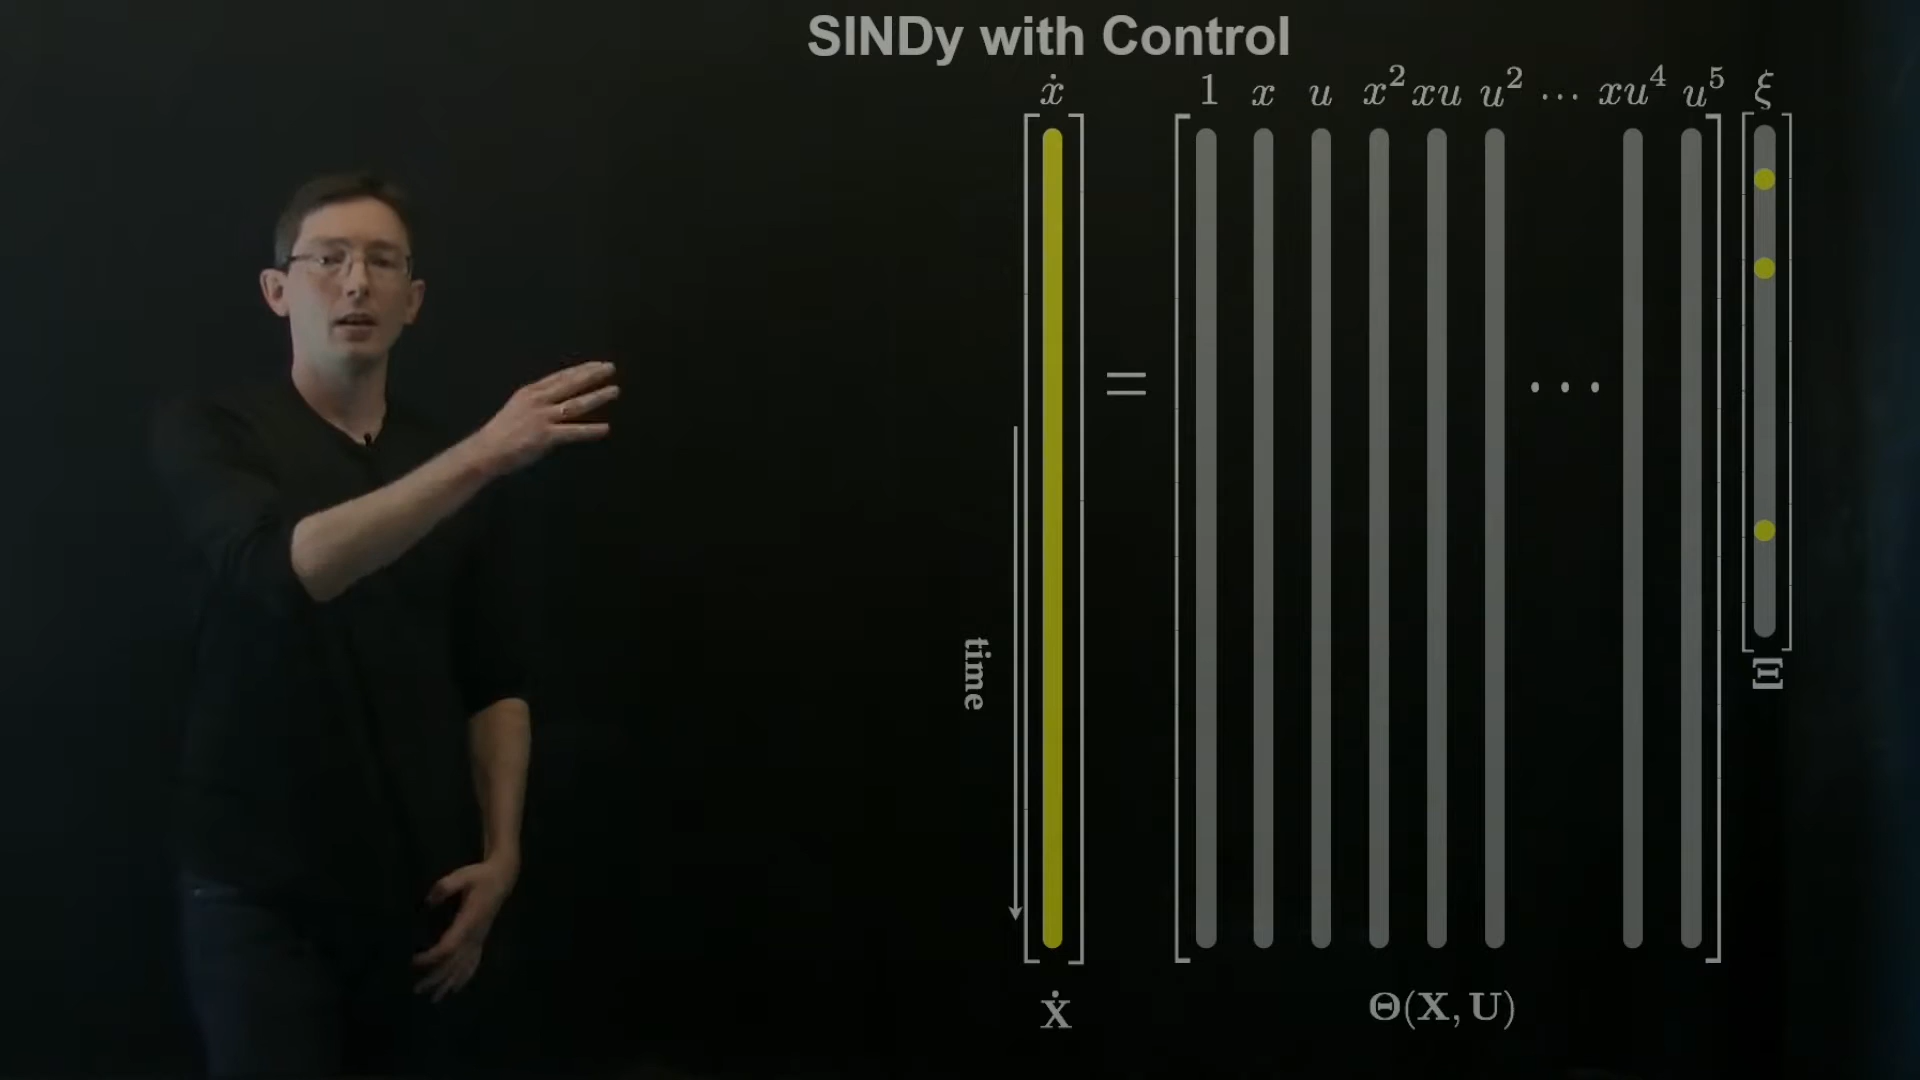 SINDy with Control
ẋ 1 x u x² xu u² ⋯ xu⁴ u⁵ ξ
= ⋯
time
Ξ
Ẋ Θ(X, U)